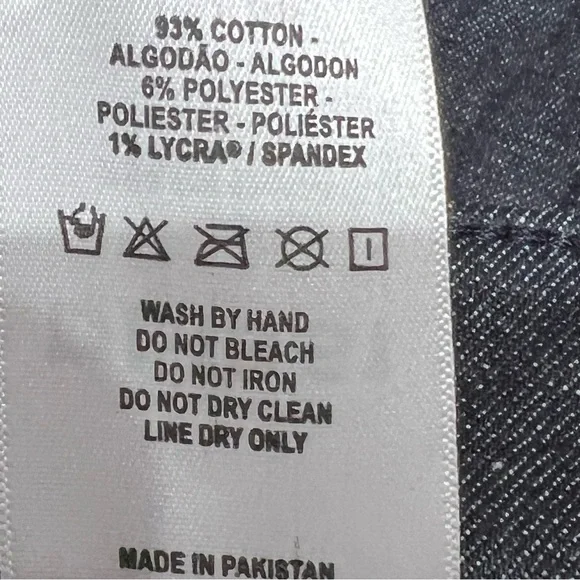 93% COTTON -
ALGODÃO - ALGODON
6% POLYESTER -
POLIESTER - POLIÉSTER
1% LYCRA® / SPANDEX
WASH BY HAND
DO NOT BLEACH
DO NOT IRON
DO NOT DRY CLEAN
LINE DRY ONLY
MADE IN PAKISTAN